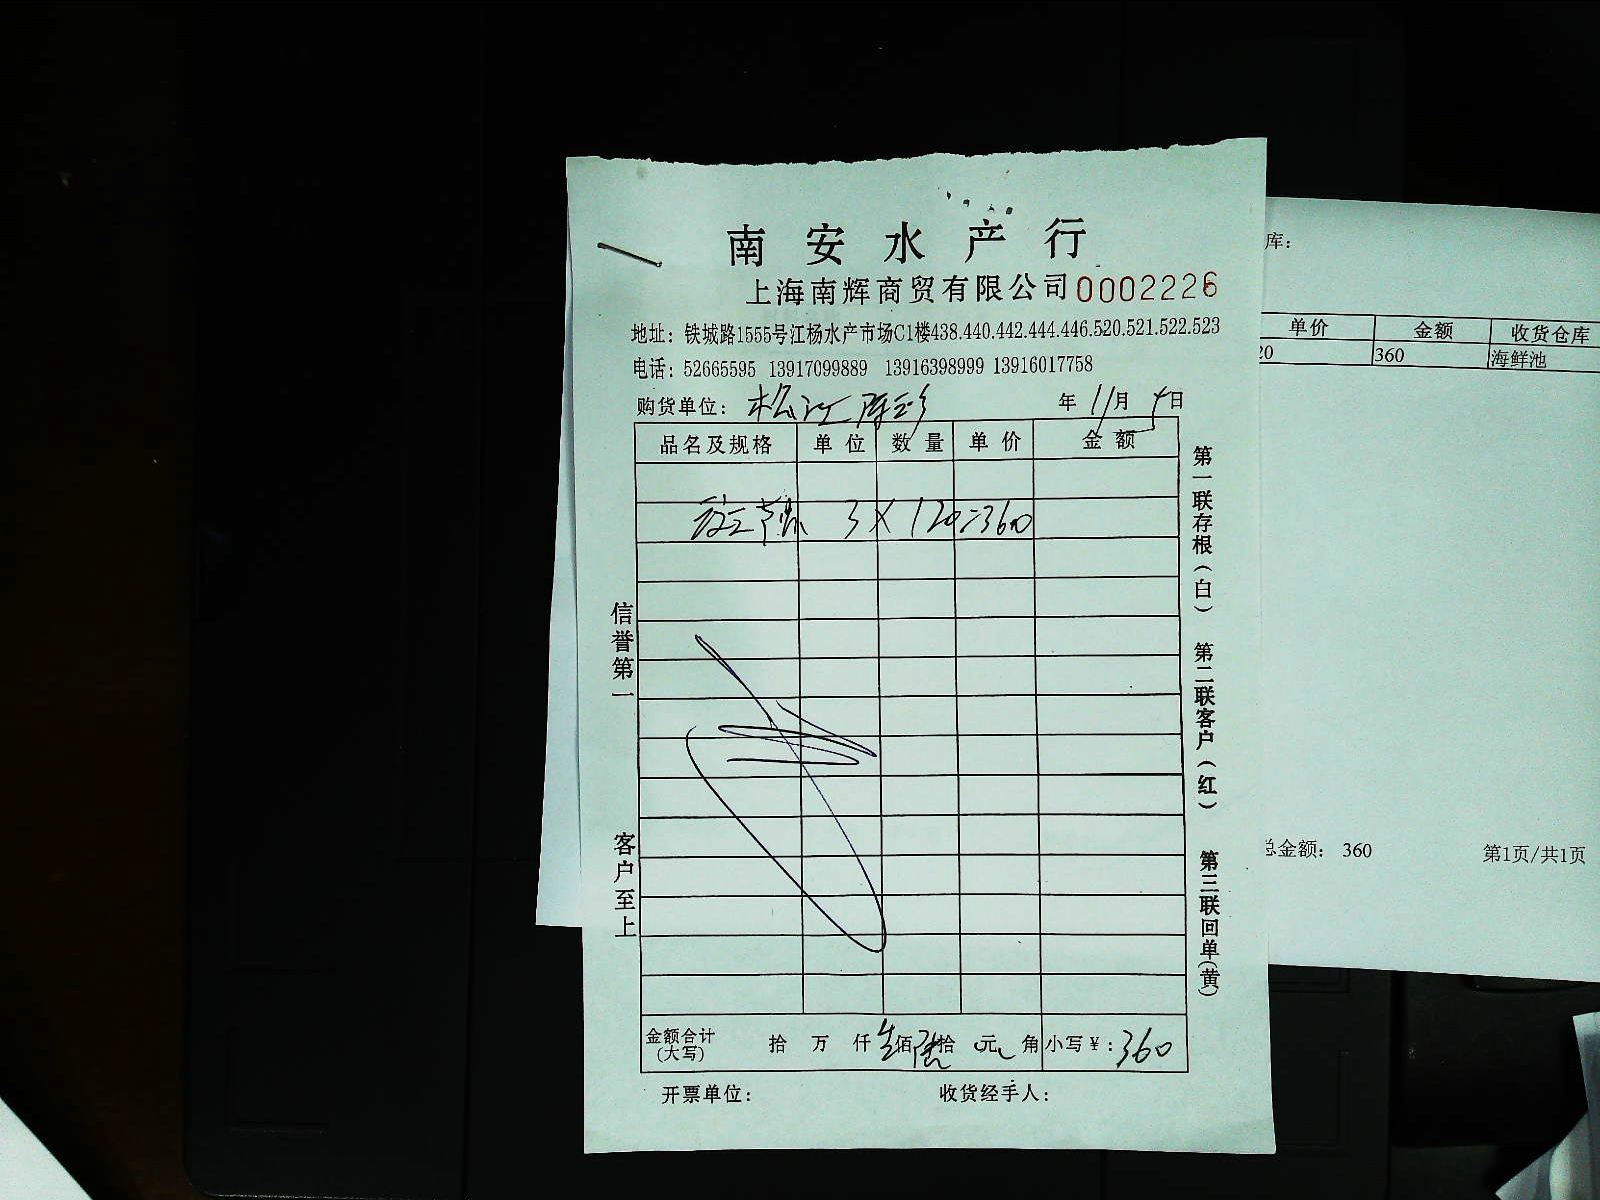 南安水产行
上海南辉商贸有限公司 0002226
地址：铁城路1555号江杨水产市场C1楼438.440.442.444.446.520.521.522.523
电话：52665595 13917099889 13916398999 13916017758
购货单位：松江 年 11月 4日
品名及规格 单位 数量 单价 金额
3 X 120=360
金额合计（大写） 拾 万 仟 佰 陆拾 元 角 小写￥：360
开票单位： 收货经手人：
信誉第一
客户至上
第一联存根（白）
第二联客户（红）
第三联回单（黄）
库：
单价 金额 收货仓库
20 360 海鲜池
总金额： 360 第1页/共1页